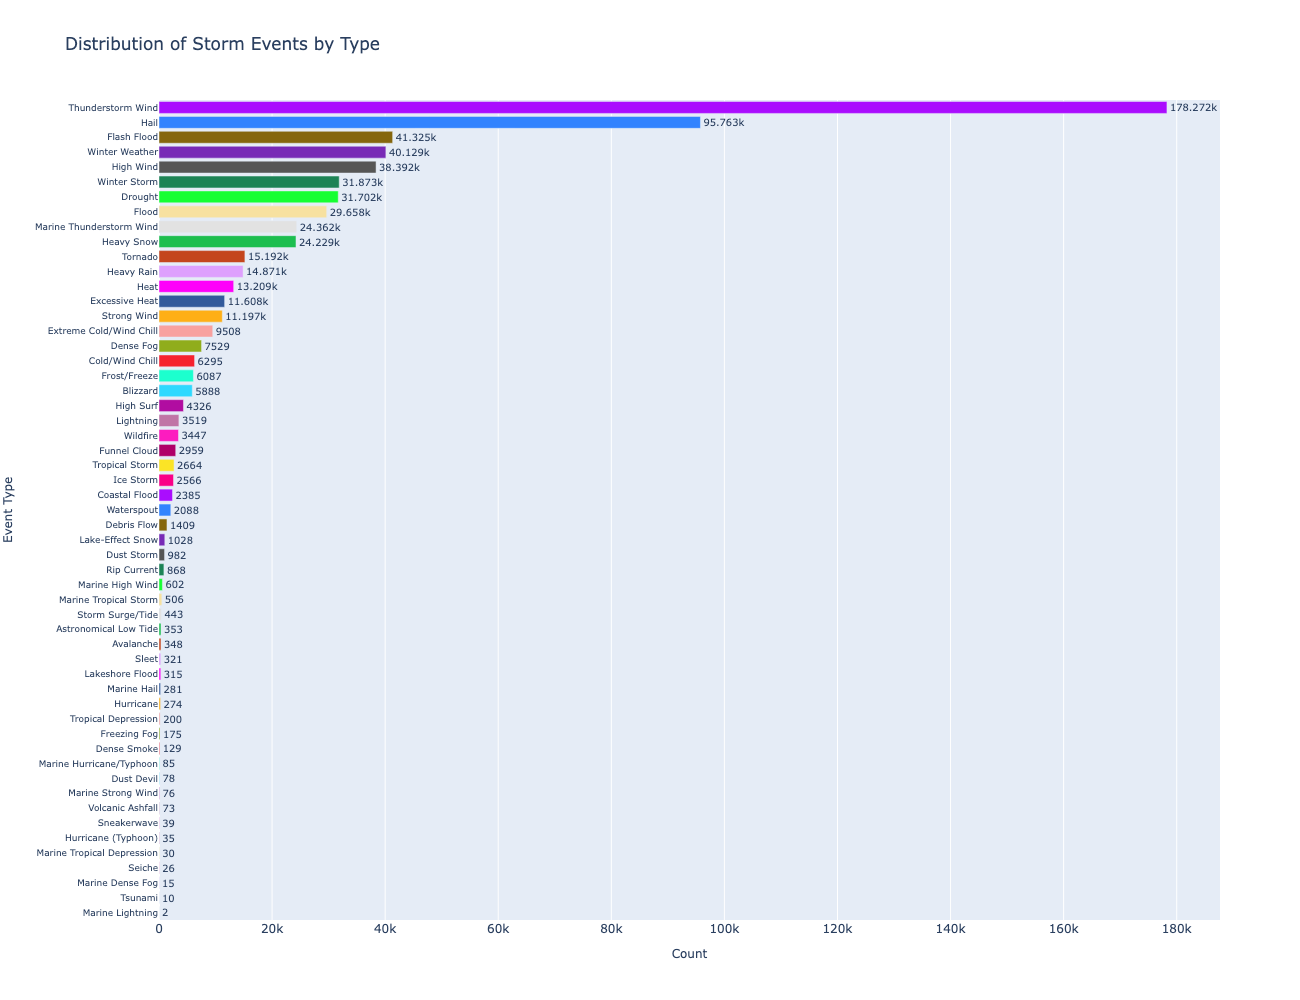 Distribution of Storm Events by Type
Thunderstorm Wind 178.272k
Hail 95.763k
Flash Flood 41.325k
Winter Weather 40.129k
High Wind 38.392k
Winter Storm 31.873k
Drought 31.702k
Flood 29.658k
Marine Thunderstorm Wind 24.362k
Heavy Snow 24.229k
Tornado 15.192k
Heavy Rain 14.871k
Heat 13.209k
Excessive Heat 11.608k
Strong Wind 11.197k
Extreme Cold/Wind Chill 9508
Dense Fog 7529
Cold/Wind Chill 6295
Frost/Freeze 6087
Blizzard 5888
High Surf 4326
Lightning 3519
Wildfire 3447
Funnel Cloud 2959
Tropical Storm 2664
Ice Storm 2566
Coastal Flood 2385
Waterspout 2088
Debris Flow 1409
Lake-Effect Snow 1028
Dust Storm 982
Rip Current 868
Marine High Wind 602
Marine Tropical Storm 506
Storm Surge/Tide 443
Astronomical Low Tide 353
Avalanche 348
Sleet 321
Lakeshore Flood 315
Marine Hail 281
Hurricane 274
Tropical Depression 200
Freezing Fog 175
Dense Smoke 129
Marine Hurricane/Typhoon 85
Dust Devil 78
Marine Strong Wind 76
Volcanic Ashfall 73
Sneakerwave 39
Hurricane (Typhoon) 35
Marine Tropical Depression 30
Seiche 26
Marine Dense Fog 15
Tsunami 10
Marine Lightning 2
0 20k 40k 60k 80k 100k 120k 140k 160k 180k
Count
Event Type